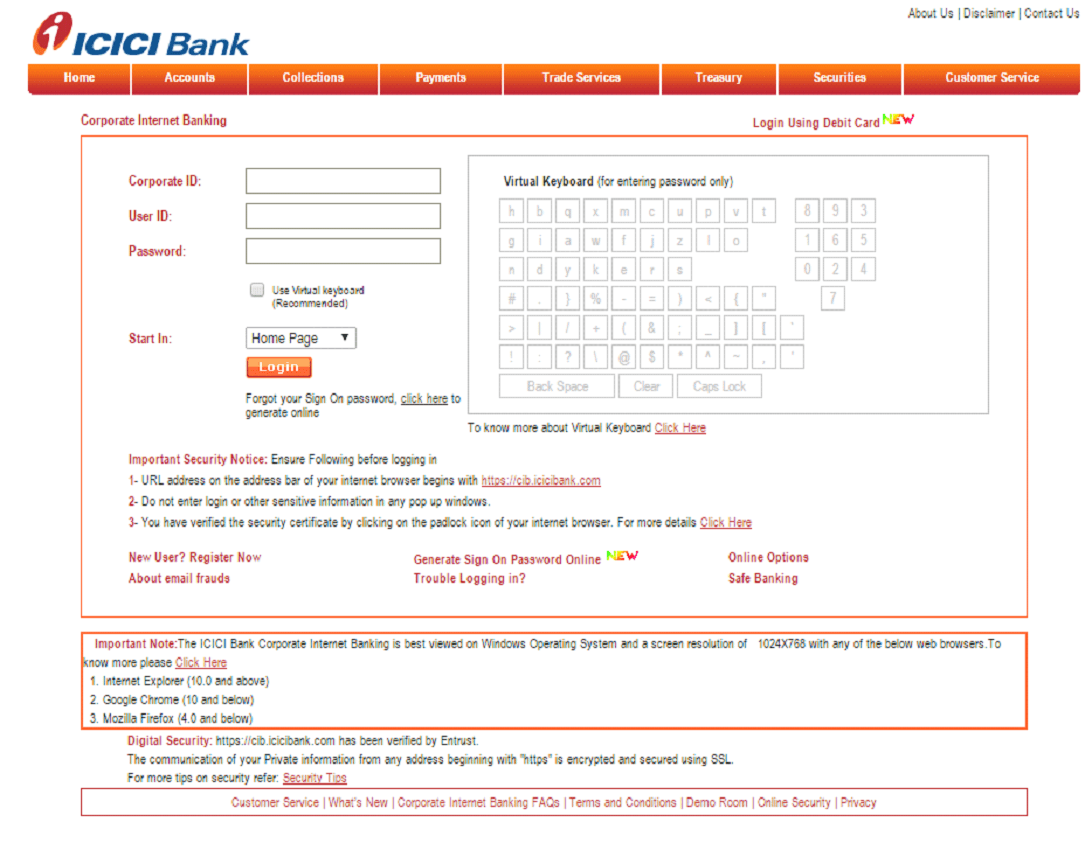 About Us | Disclaimer | Contact Us
ICICI Bank
Home Accounts Collections Payments Trade Services Treasury Securities Customer Service
Corporate Internet Banking
Login Using Debit Card NEW
Corporate ID:
User ID:
Password:
Use Virtual keyboard
(Recommended)
Start In:
Home Page
Login
Forgot your Sign On password, click here to
generate online
Virtual Keyboard (for entering password only)
h b q x m c u p v t 8 9 3
g i a w f j z l o 1 6 5
n d y k e r s 0 2 4
# . } % - = ) < { " 7
> | / + ( & ; _ ] [ `
! : ? \ @ $ * ^ ~ , '
Back Space Clear Caps Lock
To know more about Virtual Keyboard Click Here
Important Security Notice: Ensure Following before logging in
1- URL address on the address bar of your internet browser begins with https://cib.icicibank.com
2- Do not enter login or other sensitive information in any pop up windows.
3- You have verified the security certificate by clicking on the padlock icon of your internet browser. For more details Click Here
New User? Register Now Generate Sign On Password Online NEW Online Options
About email frauds Trouble Logging in? Safe Banking
Important Note:The ICICI Bank Corporate Internet Banking is best viewed on Windows Operating System and a screen resolution of 1024X768 with any of the below web browsers.To
know more please Click Here
1. Internet Explorer (10.0 and above)
2. Google Chrome (10 and below)
3. Mozilla Firefox (4.0 and below)
Digital Security: https://cib.icicibank.com has been verified by Entrust.
The communication of your Private information from any address beginning with "https" is encrypted and secured using SSL.
For more tips on security refer: Security Tips
Customer Service | What's New | Corporate Internet Banking FAQs | Terms and Conditions | Demo Room | Online Security | Privacy